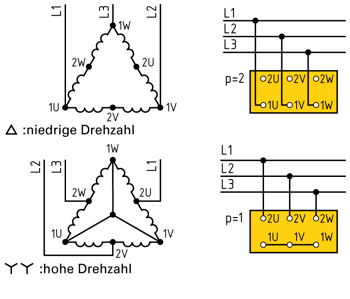 L1 L3 L2
1W
2W 2U
1U 1V
2V
△ :niedrige Drehzahl
L1
L2
L3
p=2
2U 2V 2W
1U 1V 1W
L2 L3 L1
1W
2W 2U
1U 1V
2V
YY :hohe Drehzahl
L1
L2
L3
p=1
2U 2V 2W
1U 1V 1W